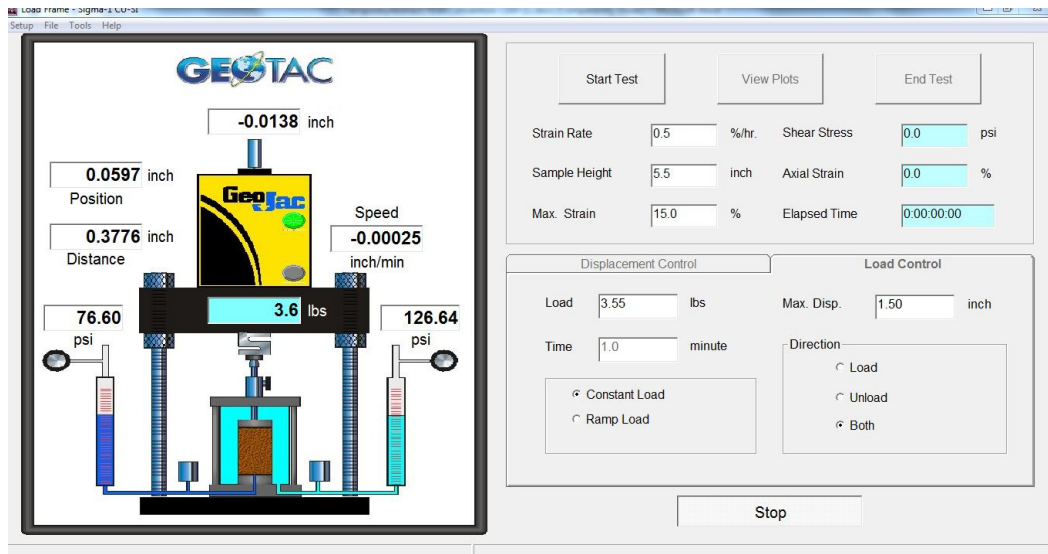 Load Frame - Sigma-1 CU-SI
Setup File Tools Help
GEOTAC
-0.0138 inch
0.0597 inch
Position
GeoJac
0.3776 inch
Distance
Speed
-0.00025
inch/min
3.6 lbs
76.60
psi
126.64
psi
Start Test View Plots End Test
Strain Rate 0.5 %/hr. Shear Stress 0.0 psi
Sample Height 5.5 inch Axial Strain 0.0 %
Max. Strain 15.0 % Elapsed Time 0:00:00:00
Displacement Control Load Control
Load 3.55 lbs Max. Disp. 1.50 inch
Time 1.0 minute
Direction
Load
Unload
Both
Constant Load
Ramp Load
Stop